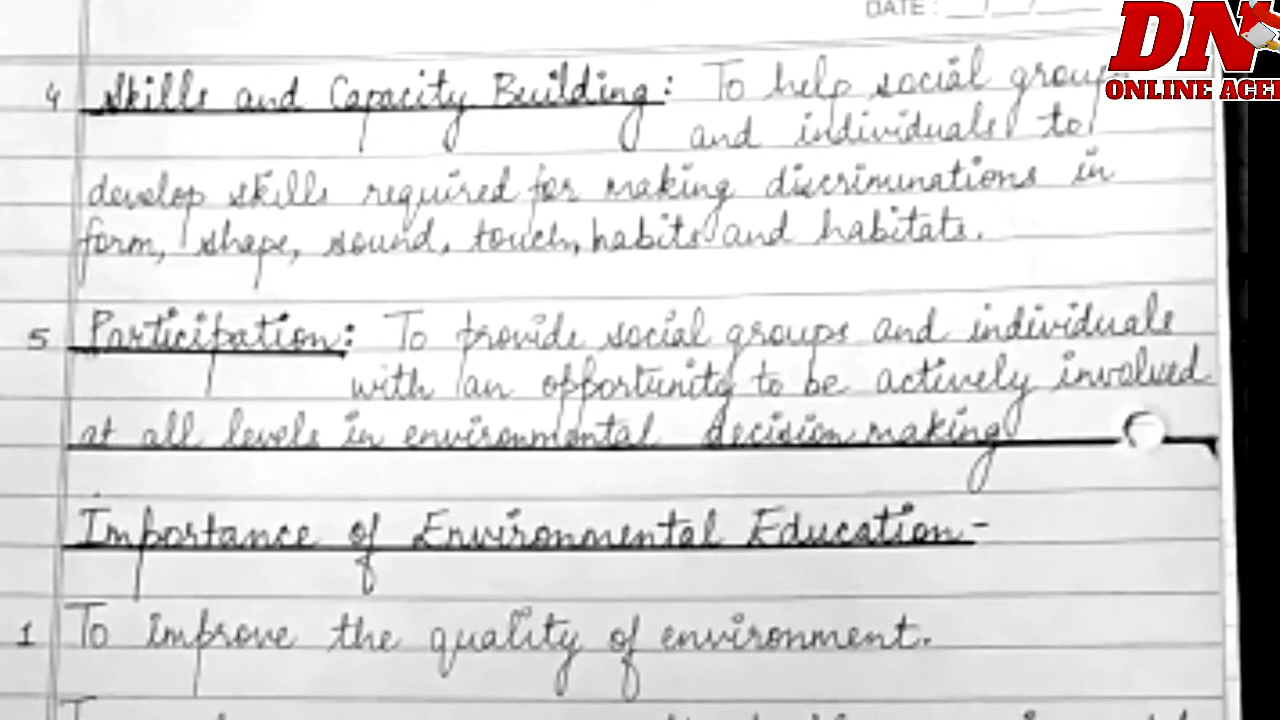 DATE :
DN
ONLINE ACE
4 Skills and Capacity Building: To help social group
and individuals to
develop skills required for making discriminations in
form, shape, sound, touch, habits and habitats.
5 Participation: To provide social groups and individuals
with an opportunity to be actively involved
at all levels in environmental decision making
Importance of Environmental Education-
1 To improve the quality of environment.